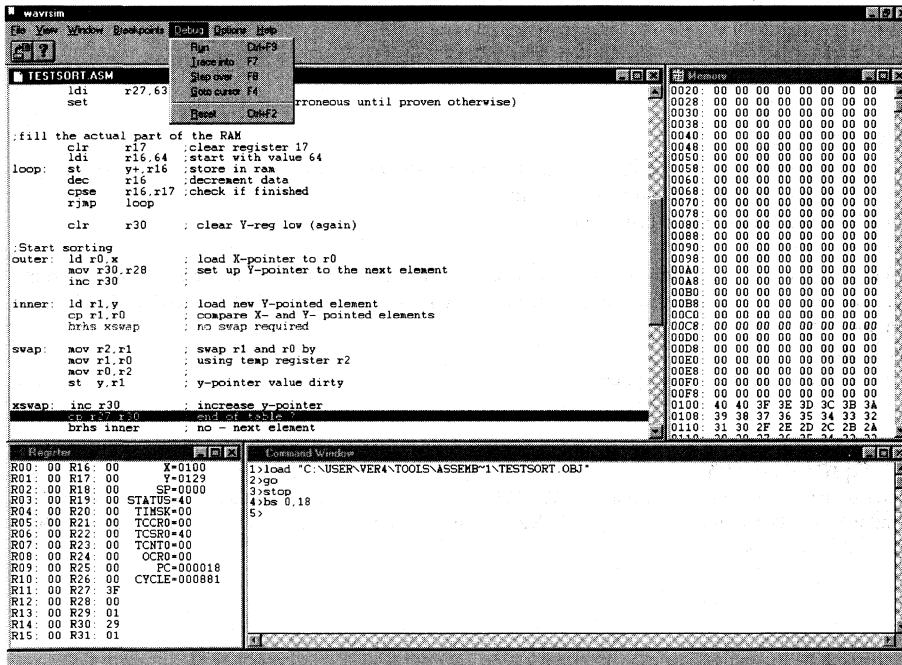 wavrsim
File View Window Breakpoints Debug Options Help
Run Ctrl+F9
Trace into F7
Step over F8
Goto cursor F4
Reset Ctrl+F2
TESTSORT.ASM
ldi r27,63
set rroneous until proven otherwise)
;fill the actual part of the RAM
clr r17 ;clear register 17
ldi r16,64 ;start with value 64
loop: st y+,r16 ;store in ram
dec r16 ;decrement data
cpse r16,r17 ;check if finished
rjmp loop
clr r30 ; clear Y-reg low (again)
;Start sorting
outer: ld r0,x ; load X-pointer to r0
mov r30,r28 ; set up Y-pointer to the next element
inc r30 ;
inner: ld r1,y ; load new Y-pointed element
cp r1,r0 ; compare X- and Y- pointed elements
brhs xswap ; no swap required
swap: mov r2,r1 ; swap r1 and r0 by
mov r1,r0 ; using temp register r2
mov r0,r2 ;
st y,r1 ; y-pointer value dirty
xswap: inc r30 ; increase y-pointer
cp r27,r30 ; end of table ?
brhs inner ; no - next element
Memory
0020: 00 00 00 00 00 00 00 00
0028: 00 00 00 00 00 00 00 00
0030: 00 00 00 00 00 00 00 00
0038: 00 00 00 00 00 00 00 00
0040: 00 00 00 00 00 00 00 00
0048: 00 00 00 00 00 00 00 00
0050: 00 00 00 00 00 00 00 00
0058: 00 00 00 00 00 00 00 00
0060: 00 00 00 00 00 00 00 00
0068: 00 00 00 00 00 00 00 00
0070: 00 00 00 00 00 00 00 00
0078: 00 00 00 00 00 00 00 00
0080: 00 00 00 00 00 00 00 00
0088: 00 00 00 00 00 00 00 00
0090: 00 00 00 00 00 00 00 00
0098: 00 00 00 00 00 00 00 00
00A0: 00 00 00 00 00 00 00 00
00A8: 00 00 00 00 00 00 00 00
00B0: 00 00 00 00 00 00 00 00
00B8: 00 00 00 00 00 00 00 00
00C0: 00 00 00 00 00 00 00 00
00C8: 00 00 00 00 00 00 00 00
00D0: 00 00 00 00 00 00 00 00
00D8: 00 00 00 00 00 00 00 00
00E0: 00 00 00 00 00 00 00 00
00E8: 00 00 00 00 00 00 00 00
00F0: 00 00 00 00 00 00 00 00
00F8: 00 00 00 00 00 00 00 00
0100: 40 40 3F 3E 3D 3C 3B 3A
0108: 39 38 37 36 35 34 33 32
0110: 31 30 2F 2E 2D 2C 2B 2A
Register
R00: 00 R16: 00 X=0100
R01: 00 R17: 00 Y=0129
R02: 00 R18: 00 SP=0000
R03: 00 R19: 00 STATUS=40
R04: 00 R20: 00 TIMSK=00
R05: 00 R21: 00 TCCR0=00
R06: 00 R22: 00 TCSR0=40
R07: 00 R23: 00 TCNT0=00
R08: 00 R24: 00 OCR0=00
R09: 00 R25: 00 PC=000018
R10: 00 R26: 00 CYCLE=000881
R11: 00 R27: 3F
R12: 00 R28: 00
R13: 00 R29: 01
R14: 00 R30: 29
R15: 00 R31: 01
Command Window
1>load "C:\USER\VER4\TOOLS\ASSEMB~1\TESTSORT.OBJ"
2>go
3>stop
4>bs 0,18
5>